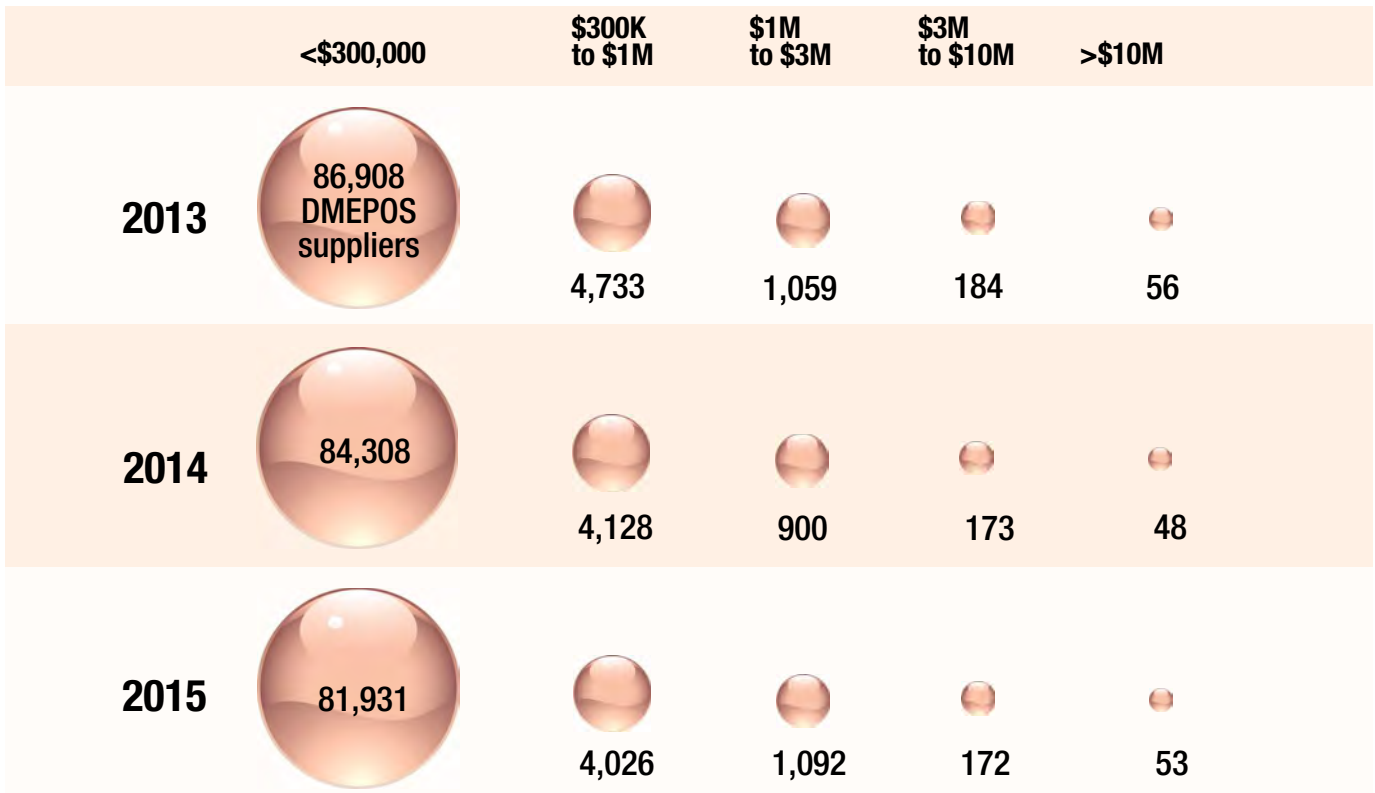 <$300,000
$300K
to $1M
$1M
to $3M
$3M
to $10M
>$10M
2013
86,908
DMEPOS
suppliers
4,733
1,059
184
56
2014
84,308
4,128
900
173
48
2015
81,931
4,026
1,092
172
53